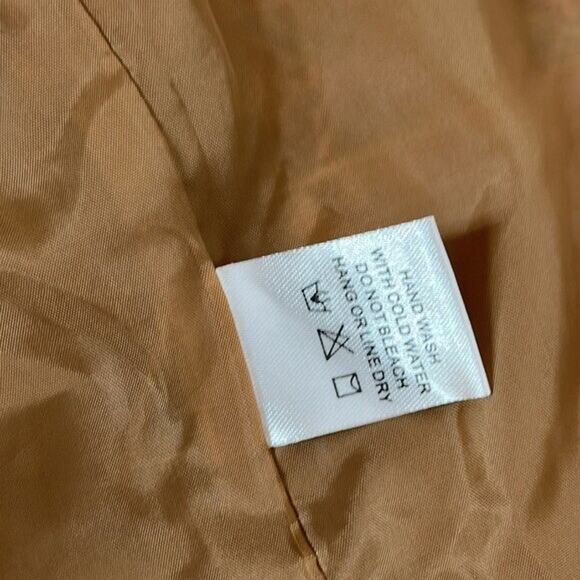 HAND WASH
WITH COLD WATER
DO NOT BLEACH
HANG OR LINE DRY